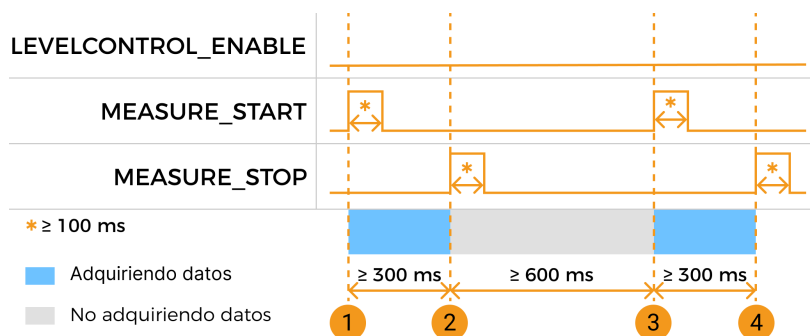 LEVELCONTROL_ENABLE
MEASURE_START
*
*
MEASURE_STOP
*
*
* ≥ 100 ms
Adquiriendo datos
≥ 300 ms
≥ 600 ms
≥ 300 ms
No adquiriendo datos
1
2
3
4